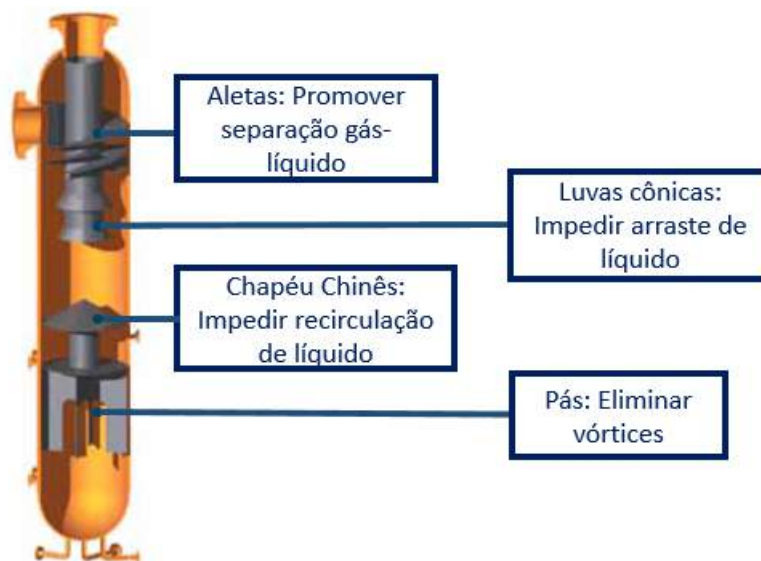 Aletas: Promover
separação gás-
líquido
Luvas cônicas:
Impedir arraste de
líquido
Chapéu Chinês:
Impedir recirculação
de líquido
Pás: Eliminar
vórtices